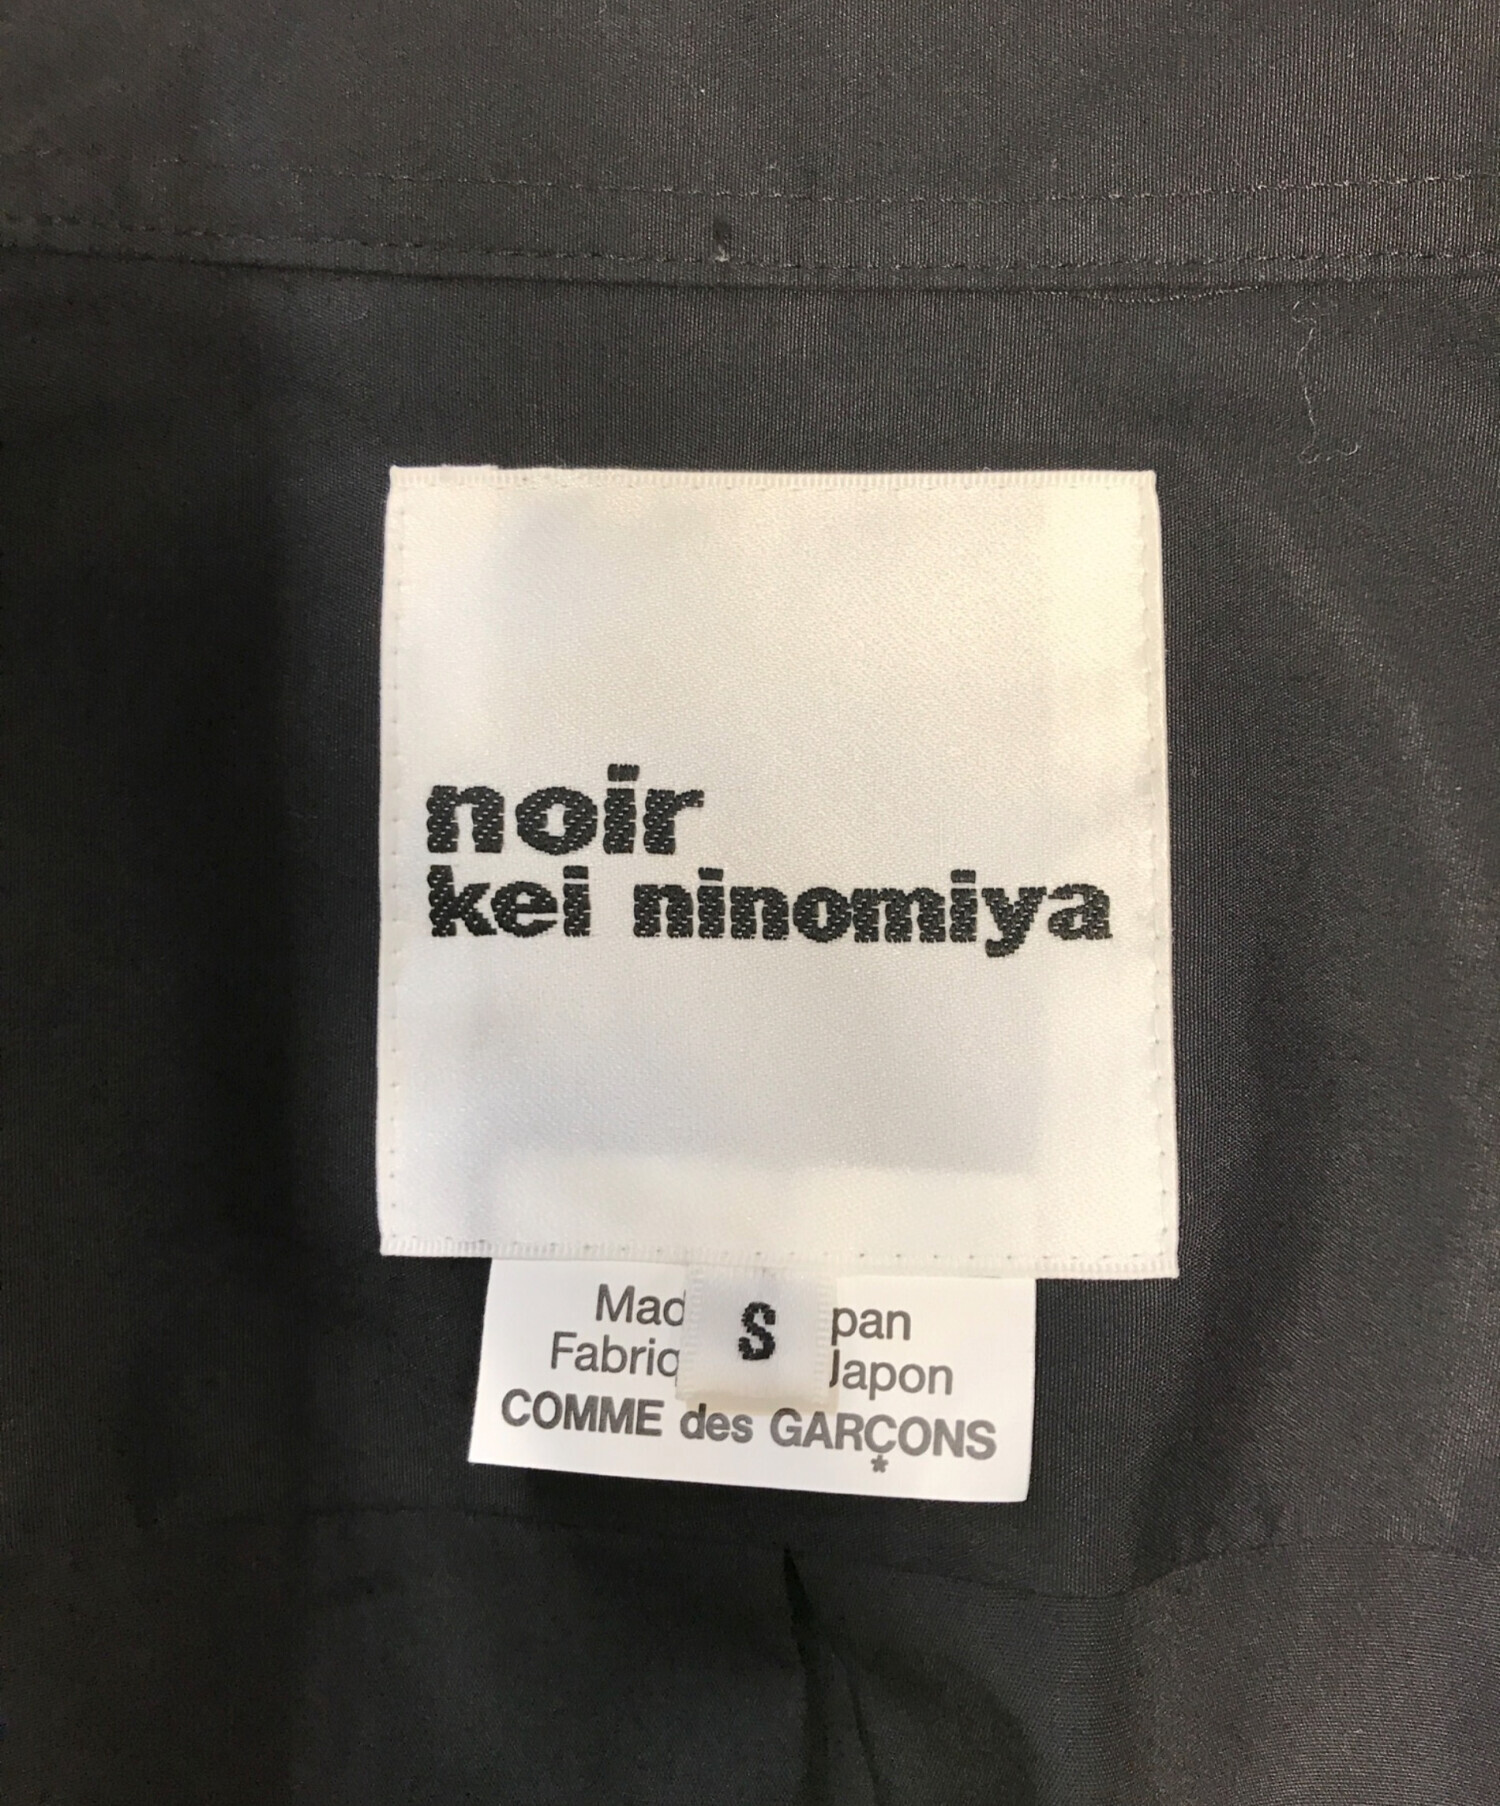 noir
kei ninomiya
S
Mad pan
Fabriq Japon
COMME des GARÇONS
*